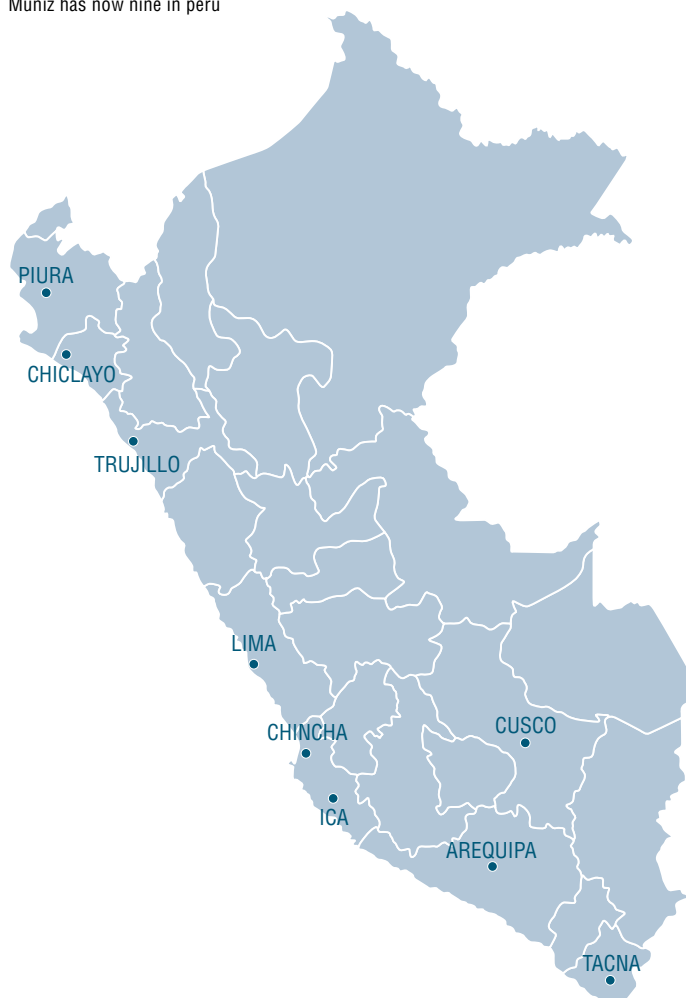 Muniz has now nine in peru
PIURA
CHICLAYO
TRUJILLO
LIMA
CHINCHA
CUSCO
ICA
AREQUIPA
TACNA